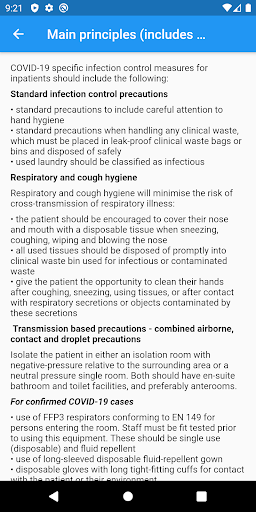 9:21
Main principles (includes ...
COVID-19 specific infection control measures for
inpatients should include the following:
Standard infection control precautions
• standard precautions to include careful attention to
hand hygiene
• standard precautions when handling any clinical waste,
which must be placed in leak-proof clinical waste bags or
bins and disposed of safely
• used laundry should be classified as infectious
Respiratory and cough hygiene
Respiratory and cough hygiene will minimise the risk of
cross-transmission of respiratory illness:
• the patient should be encouraged to cover their nose
and mouth with a disposable tissue when sneezing,
coughing, wiping and blowing the nose
• all used tissues should be disposed of promptly into
clinical waste bin used for infectious or contaminated
waste
• give the patient the opportunity to clean their hands
after coughing, sneezing, using tissues, or after contact
with respiratory secretions or objects contaminated by
these secretions
Transmission based precautions - combined airborne,
contact and droplet precautions
Isolate the patient in either an isolation room with
negative-pressure relative to the surrounding area or a
neutral pressure single room. Both should have en-suite
bathroom and toilet facilities, and preferably anterooms.
For confirmed COVID-19 cases
• use of FFP3 respirators conforming to EN 149 for
persons entering the room. Staff must be fit tested prior
to using this equipment. These should be single use
(disposable) and fluid repellent
• use of long-sleeved disposable fluid-repellent gown
• disposable gloves with long tight-fitting cuffs for contact
with the patient or their environment